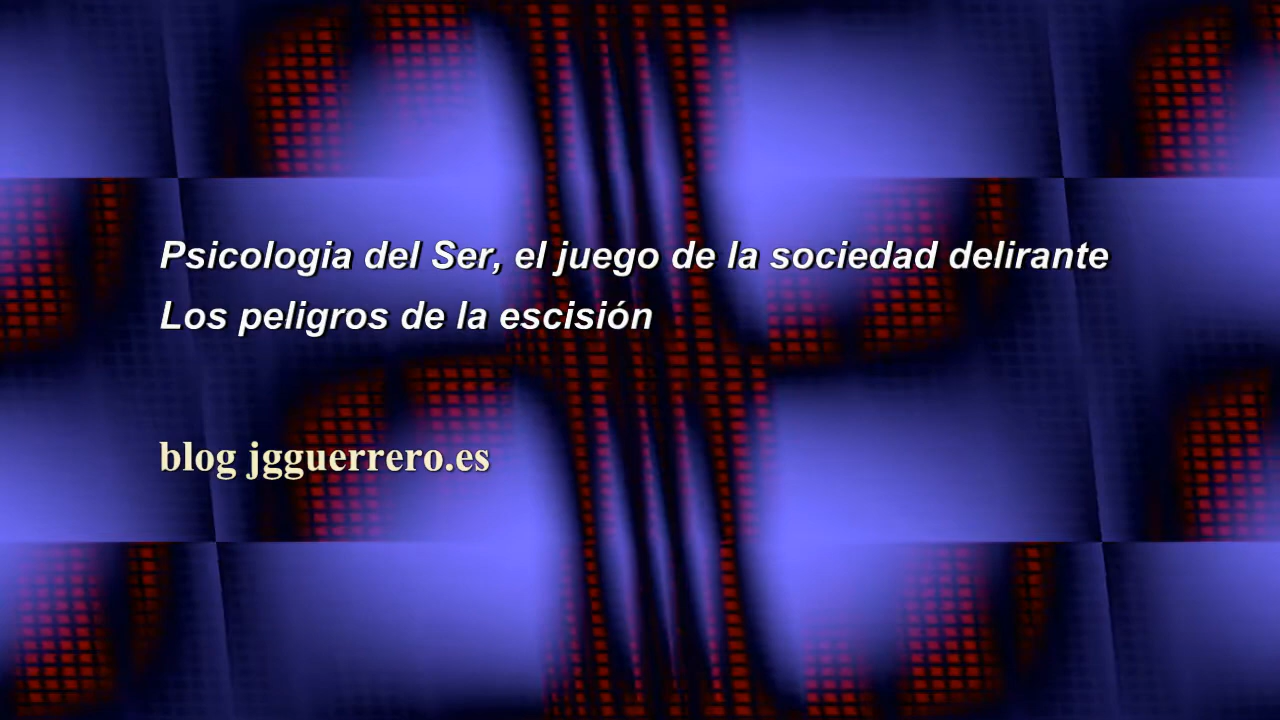 Psicologia del Ser, el juego de la sociedad delirante
Los peligros de la escisión
blog jgguerrero.es